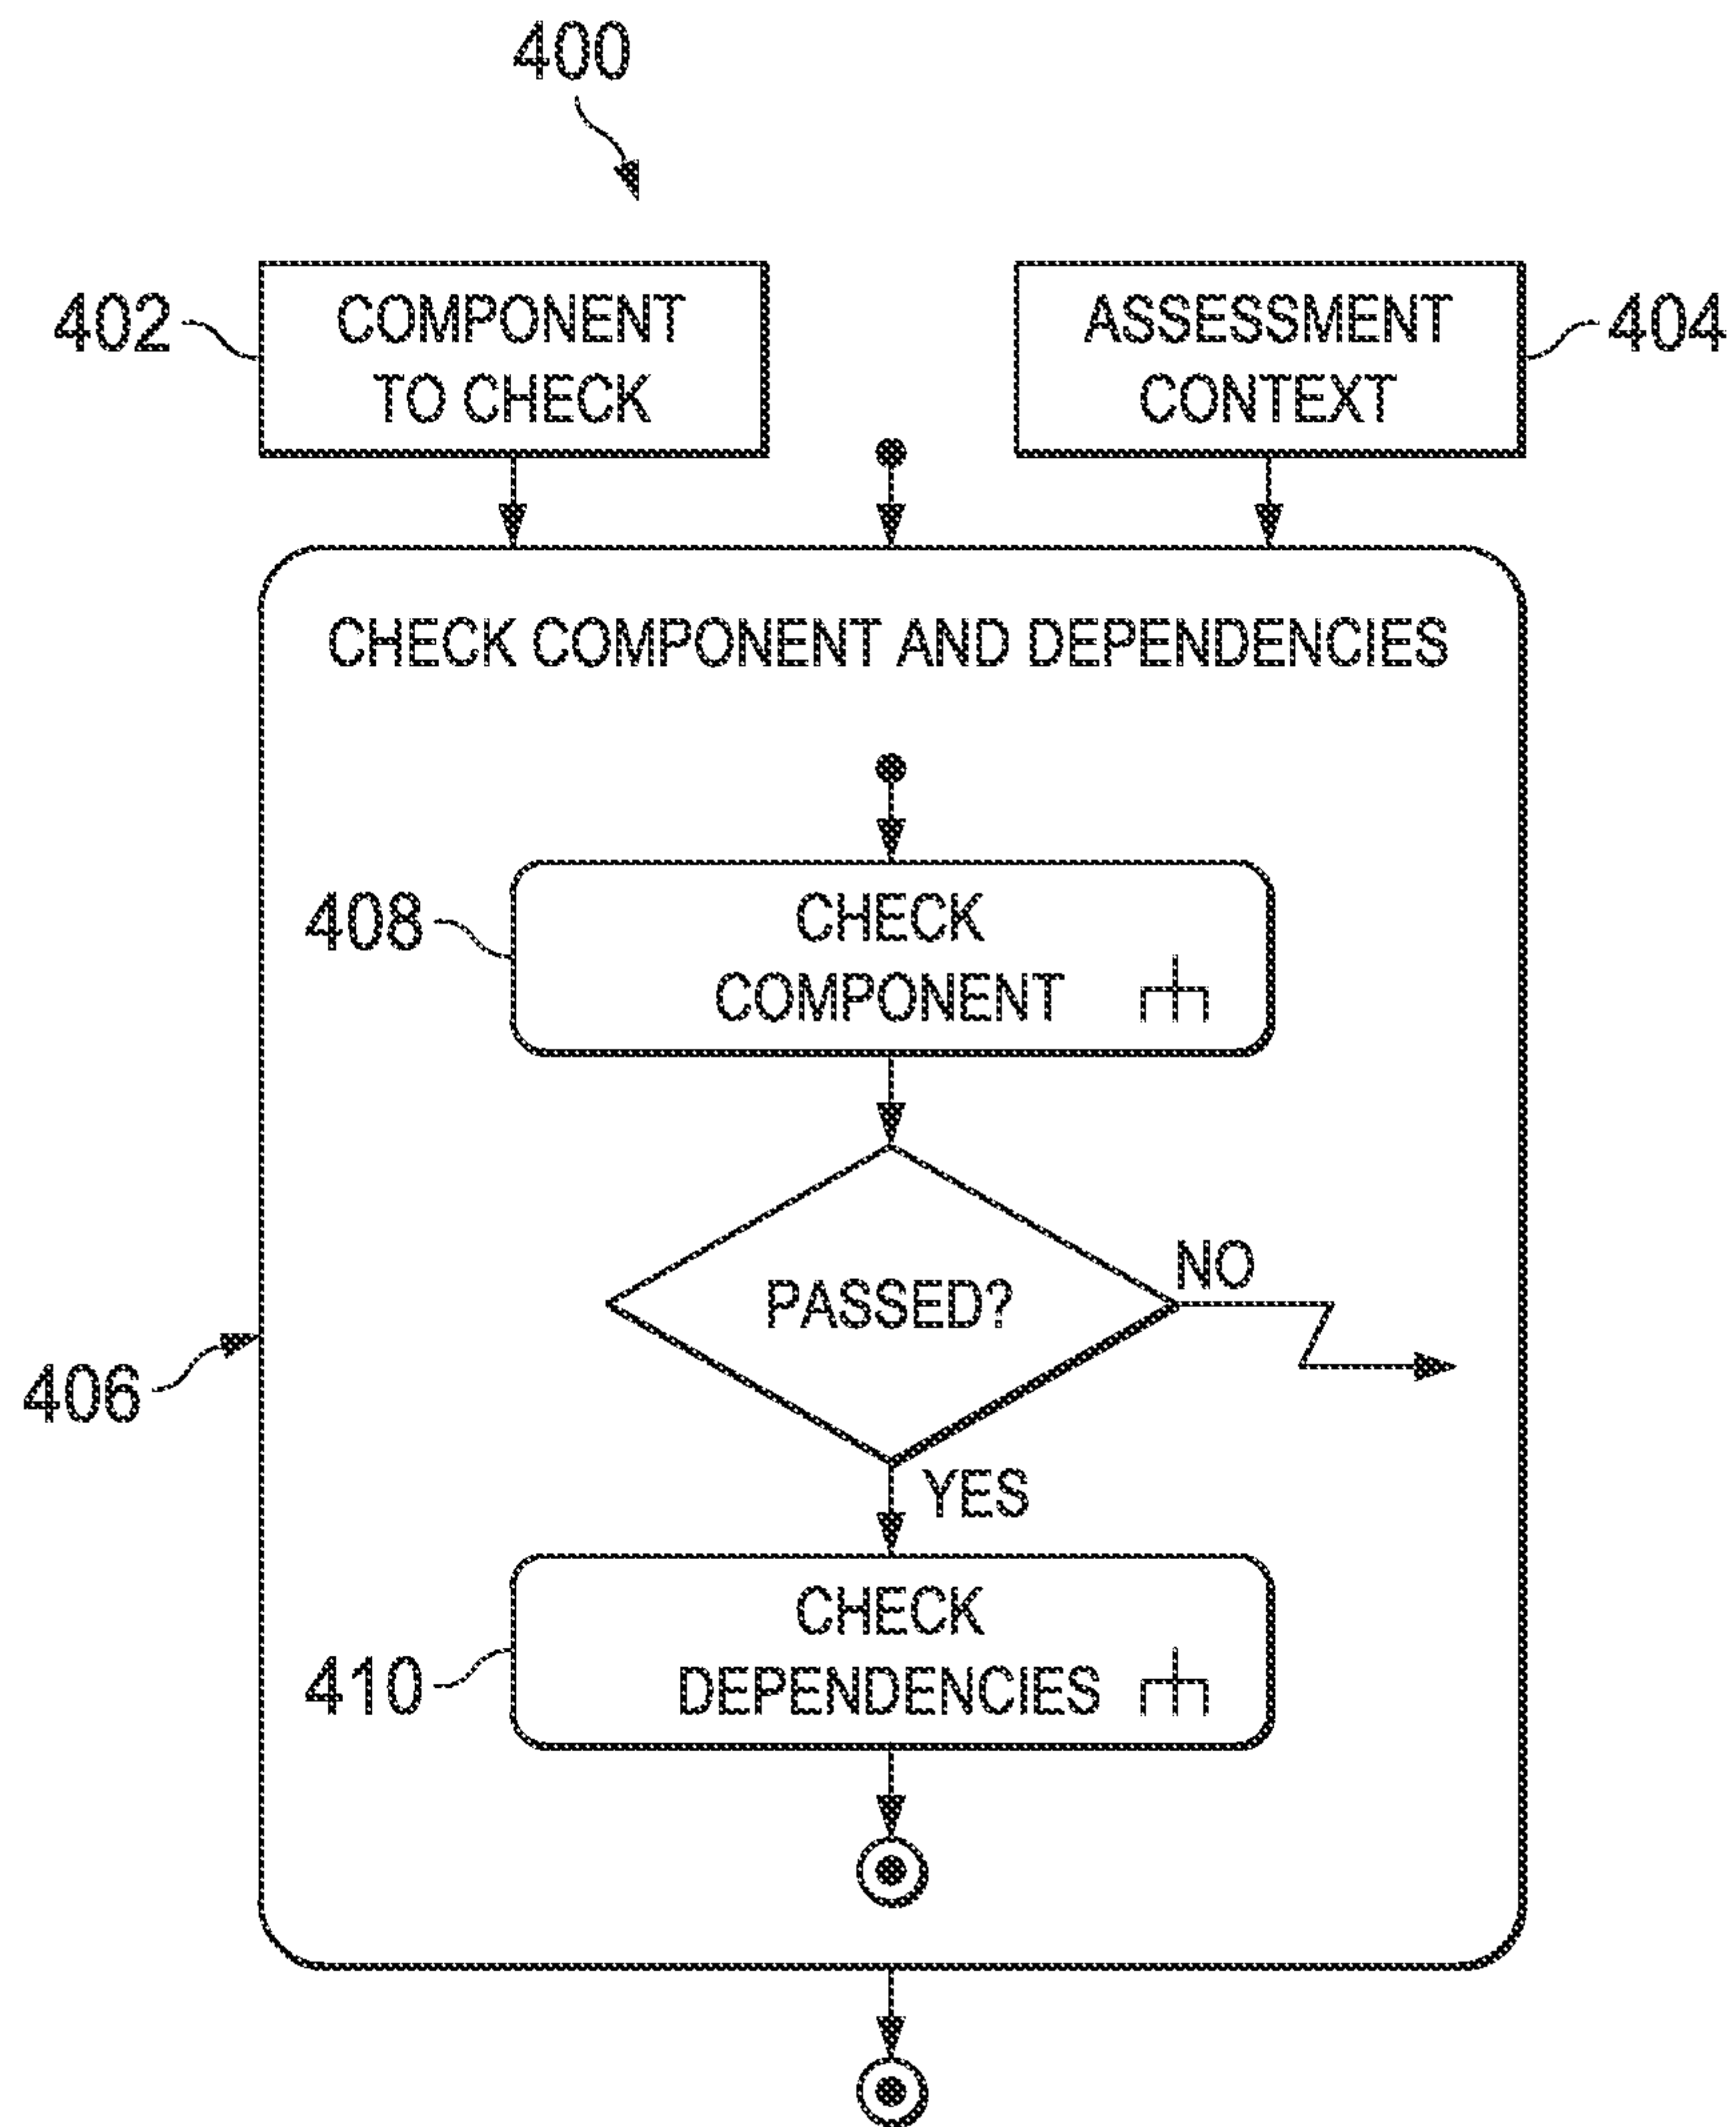 400
402
COMPONENT
TO CHECK
ASSESSMENT
CONTEXT
404
CHECK COMPONENT AND DEPENDENCIES
408
CHECK
COMPONENT
PASSED?
NO
406
YES
CHECK
DEPENDENCIES
410